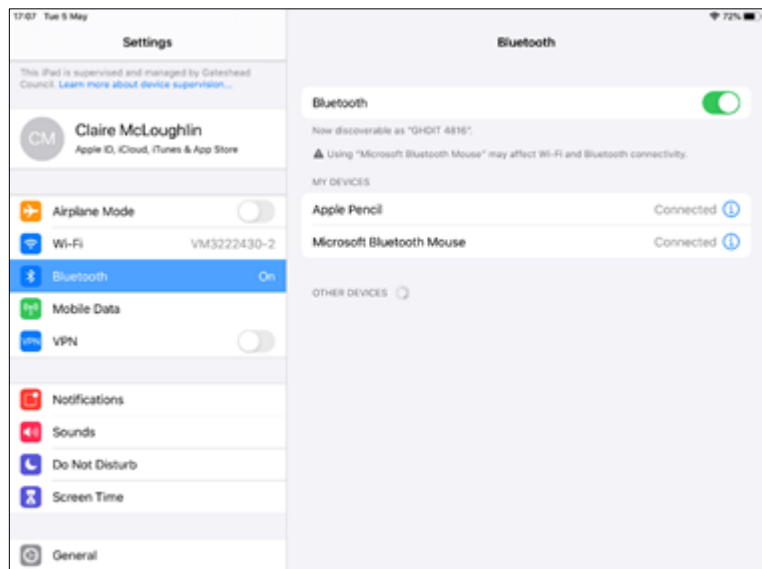 17:07 Tue 5 May
72%
Settings
This iPad is supervised and managed by Gateshead
Council. Learn more about device supervision...
CM
Claire McLoughlin
Apple ID, iCloud, iTunes & App Store
Airplane Mode
Wi-Fi VM3222430-2
Bluetooth On
Mobile Data
VPN VPN
Notifications
Sounds
Do Not Disturb
Screen Time
General
Bluetooth
Bluetooth
Now discoverable as "GHDIT 4816".
Using "Microsoft Bluetooth Mouse" may affect Wi-Fi and Bluetooth connectivity.
MY DEVICES
Apple Pencil Connected
Microsoft Bluetooth Mouse Connected
OTHER DEVICES